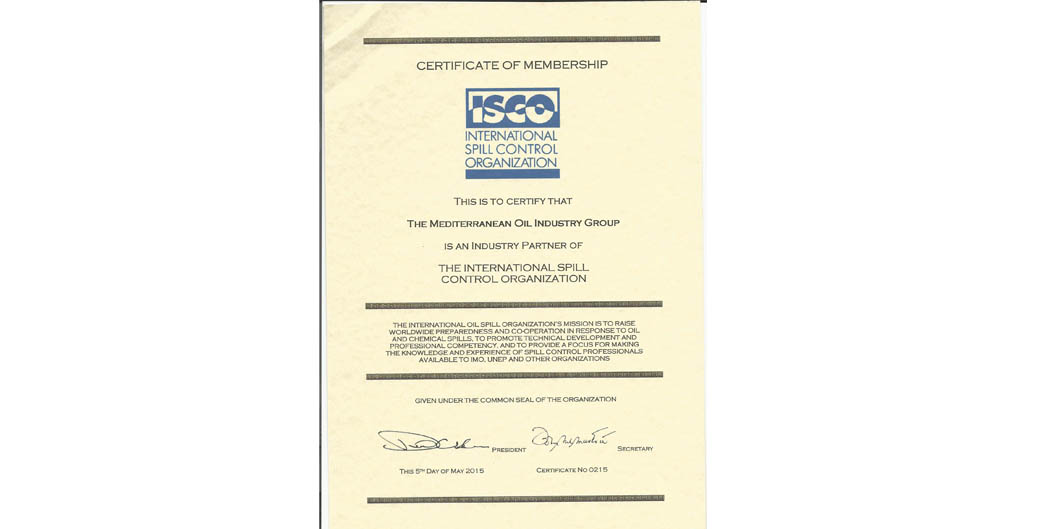 CERTIFICATE OF MEMBERSHIP
ISCO
INTERNATIONAL
SPILL CONTROL
ORGANIZATION
THIS IS TO CERTIFY THAT
THE MEDITERRANEAN OIL INDUSTRY GROUP
IS AN INDUSTRY PARTNER OF
THE INTERNATIONAL SPILL
CONTROL ORGANIZATION
THE INTERNATIONAL OIL SPILL ORGANIZATION'S MISSION IS TO RAISE
WORLDWIDE PREPAREDNESS AND CO-OPERATION IN RESPONSE TO OIL
AND CHEMICAL SPILLS, TO PROMOTE TECHNICAL DEVELOPMENT AND
PROFESSIONAL COMPETENCY, AND TO PROVIDE A FOCUS FOR MAKING
THE KNOWLEDGE AND EXPERIENCE OF SPILL CONTROL PROFESSIONALS
AVAILABLE TO IMO, UNEP AND OTHER ORGANIZATIONS
GIVEN UNDER THE COMMON SEAL OF THE ORGANIZATION
PRESIDENT SECRETARY
THIS 5TH DAY OF MAY 2015 CERTIFICATE NO 0215